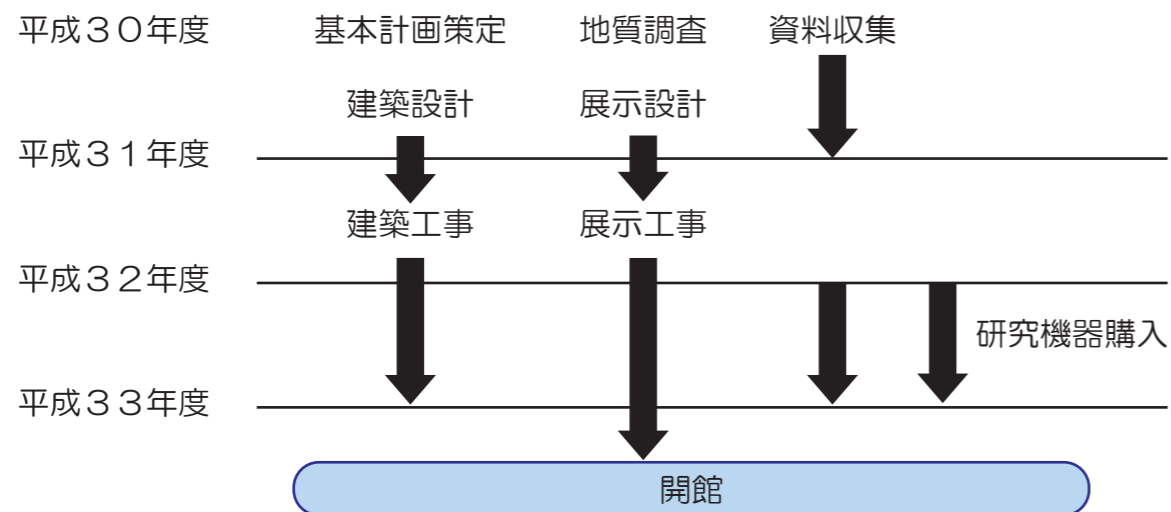 平成３０年度 基本計画策定 地質調査 資料収集
建築設計 展示設計
平成３１年度
建築工事 展示工事
平成３２年度
研究機器購入
平成３３年度
開館